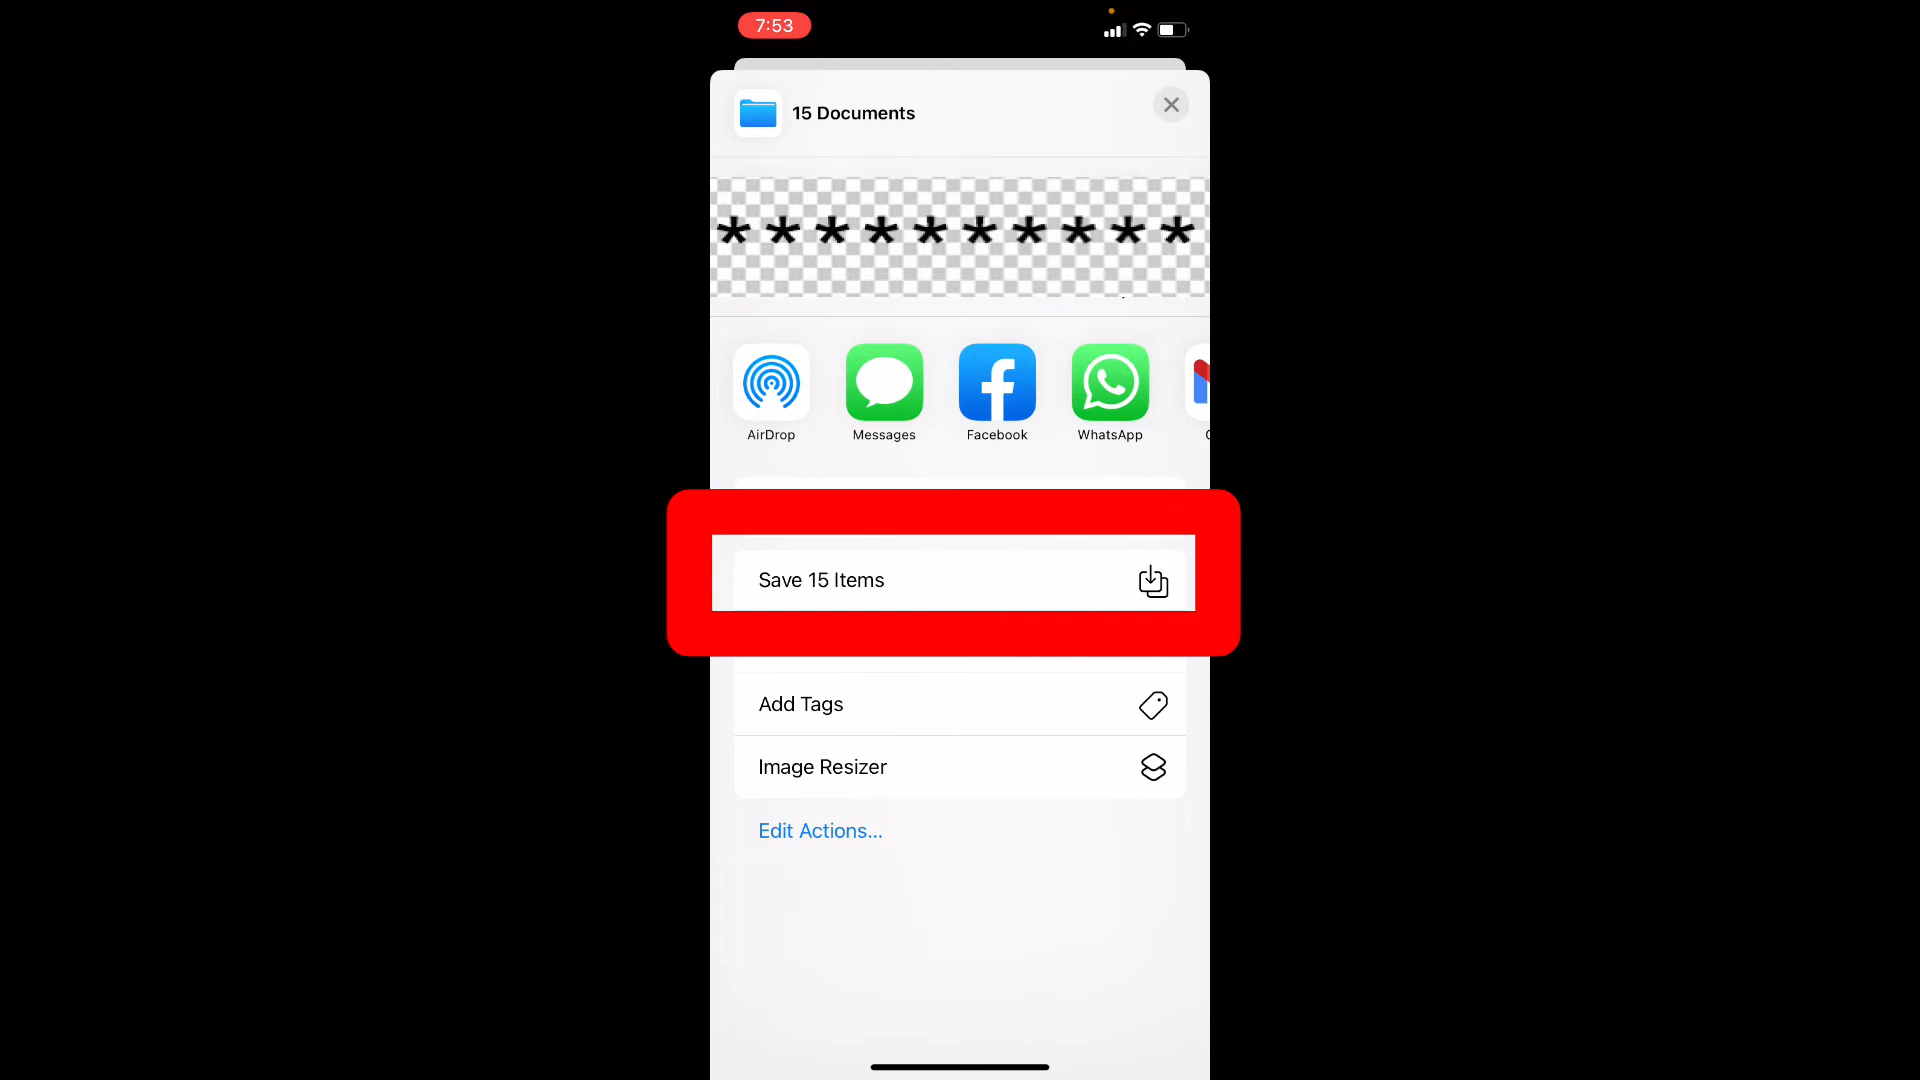 7:53
15 Documents
**********
AirDrop
Messages
Facebook
WhatsApp
Save 15 Items
Add Tags
Image Resizer
Edit Actions...